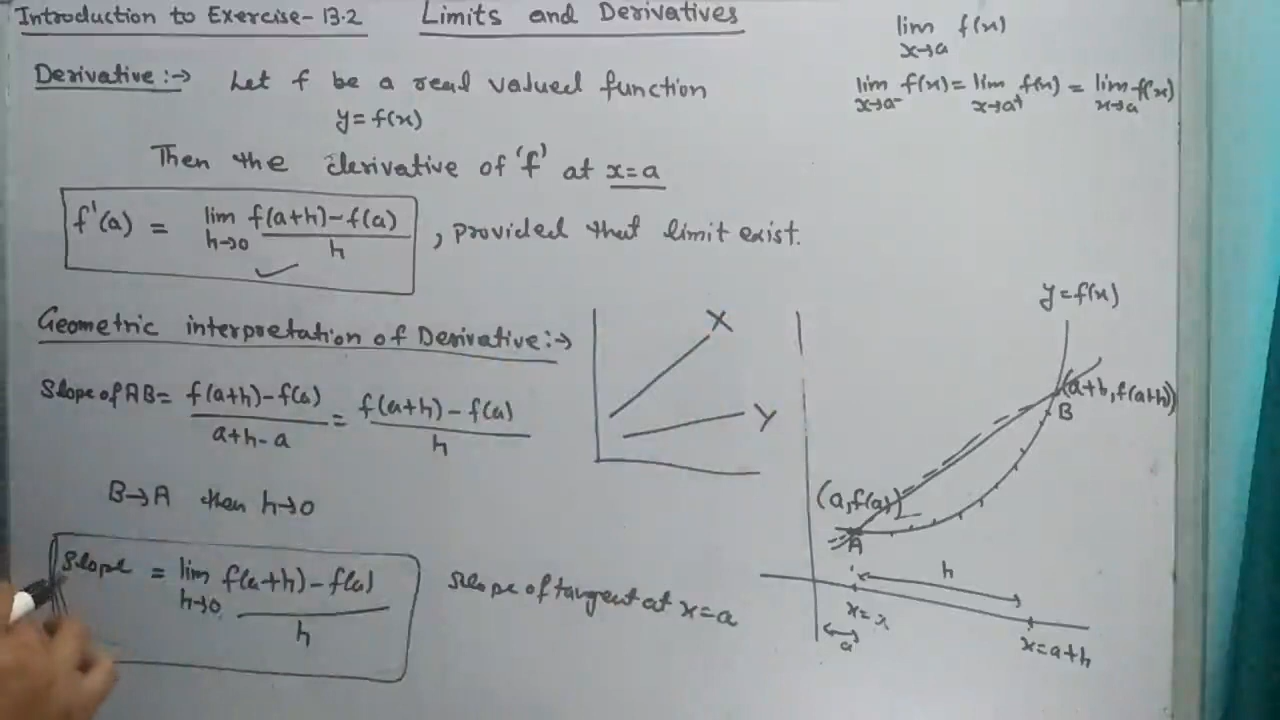 Introduction to Exercise-13.2
Limits and Derivatives
lim f(x)
x→a
lim f(x) = lim f(x) = lim f(x)
x→a⁻ x→a⁺ x→a
Derivative :→ Let f be a real valued function
y = f(x)
Then the derivative of 'f' at x=a
f'(a) = lim f(a+h)-f(a)
h→0 h
, provided that limit exist.
Geometric interpretation of Derivative :→
Slope of AB = f(a+h)-f(a) = f(a+h)-f(a)
a+h-a h
B→A then h→0
Slope = lim f(a+h)-f(a)
h→0 h
Slope of tangent at x=a
X
Y
y=f(x)
(a+h, f(a+h))
B
(a, f(a))
A
h
a
x=a+h